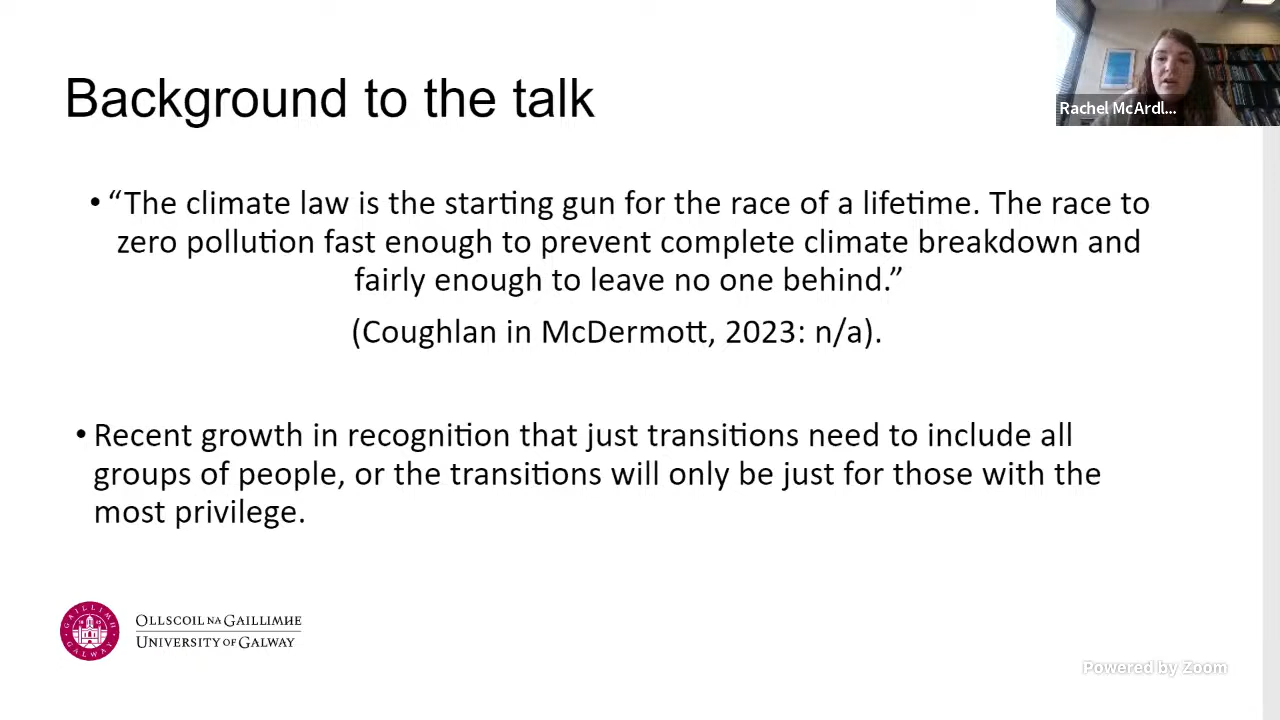 Background to the talk
Rachel McArdl...
• “The climate law is the starting gun for the race of a lifetime. The race to
zero pollution fast enough to prevent complete climate breakdown and
fairly enough to leave no one behind.”
(Coughlan in McDermott, 2023: n/a).
• Recent growth in recognition that just transitions need to include all
groups of people, or the transitions will only be just for those with the
most privilege.
GAILLIMH
GALWAY
OLLSCOIL NA GAILLIMHE
UNIVERSITY OF GALWAY
Powered by Zoom